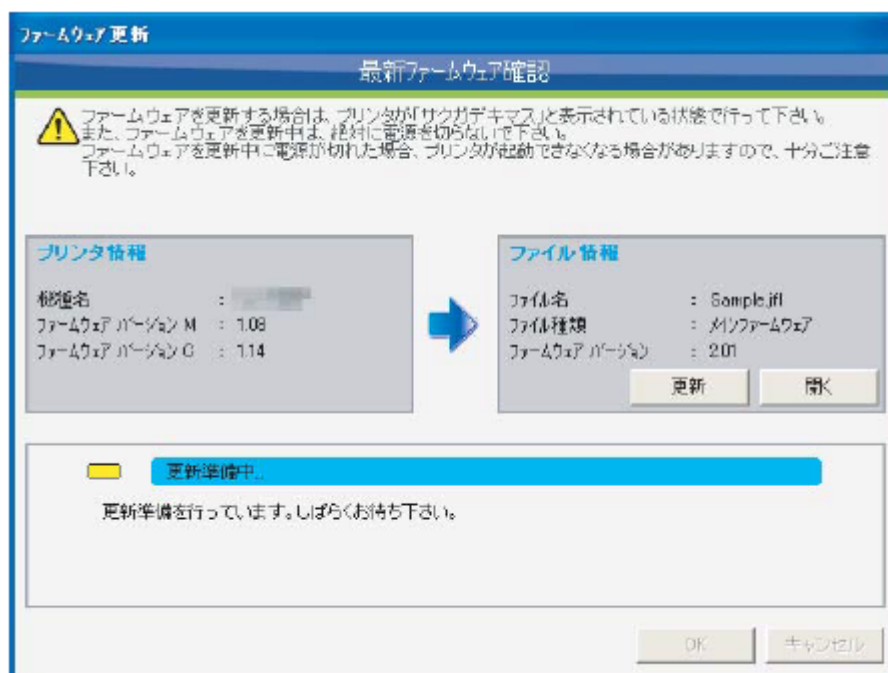 ファームウェア更新
最新ファームウェア確認
ファームウェアを更新する場合は、プリンタが「サクガデキマス」と表示されている状態で行って下さい。
また、ファームウェアを更新中は、絶対に電源を切らないで下さい。
ファームウェアを更新中に電源が切れた場合、プリンタが起動できなくなる場合がありますので、十分ご注意
下さい。
プリンタ情報
機種名 :
ファームウェア バージョン M : 1.08
ファームウェア バージョン G : 1.14
ファイル情報
ファイル名 : Sample.jfl
ファイル種類 : メインファームウェア
ファームウェア バージョン : 2.01
更新 開く
更新準備中..
更新準備を行っています。しばらくお待ち下さい。
OK キャンセル